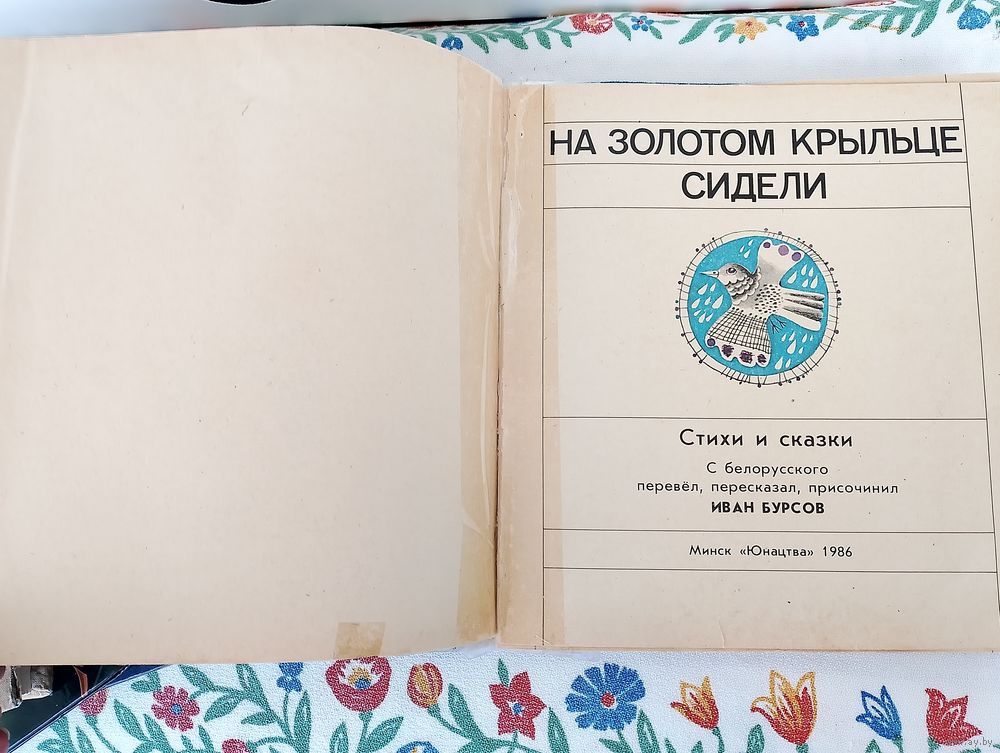 НА ЗОЛОТОМ КРЫЛЬЦЕ
СИДЕЛИ
Стихи и сказки
С белорусского
перевёл, пересказал, присочинил
ИВАН БУРСОВ
Минск «Юнацтва» 1986